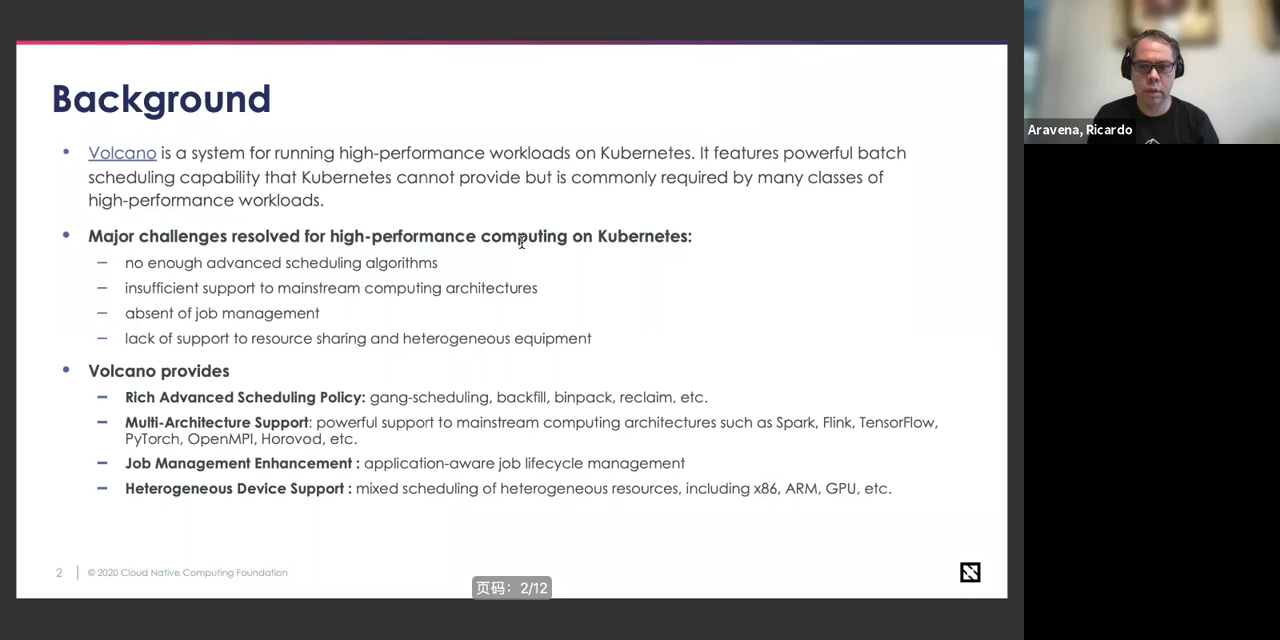 Background
Volcano is a system for running high-performance workloads on Kubernetes. It features powerful batch
scheduling capability that Kubernetes cannot provide but is commonly required by many classes of
high-performance workloads.
Major challenges resolved for high-performance computing on Kubernetes:
no enough advanced scheduling algorithms
insufficient support to mainstream computing architectures
absent of job management
lack of support to resource sharing and heterogeneous equipment
Volcano provides
Rich Advanced Scheduling Policy: gang-scheduling, backfill, binpack, reclaim, etc.
Multi-Architecture Support: powerful support to mainstream computing architectures such as Spark, Flink, TensorFlow,
PyTorch, OpenMPI, Horovod, etc.
Job Management Enhancement : application-aware job lifecycle management
Heterogeneous Device Support : mixed scheduling of heterogeneous resources, including x86, ARM, GPU, etc.
2 © 2020 Cloud Native Computing Foundation
页码：2/12
Aravena, Ricardo